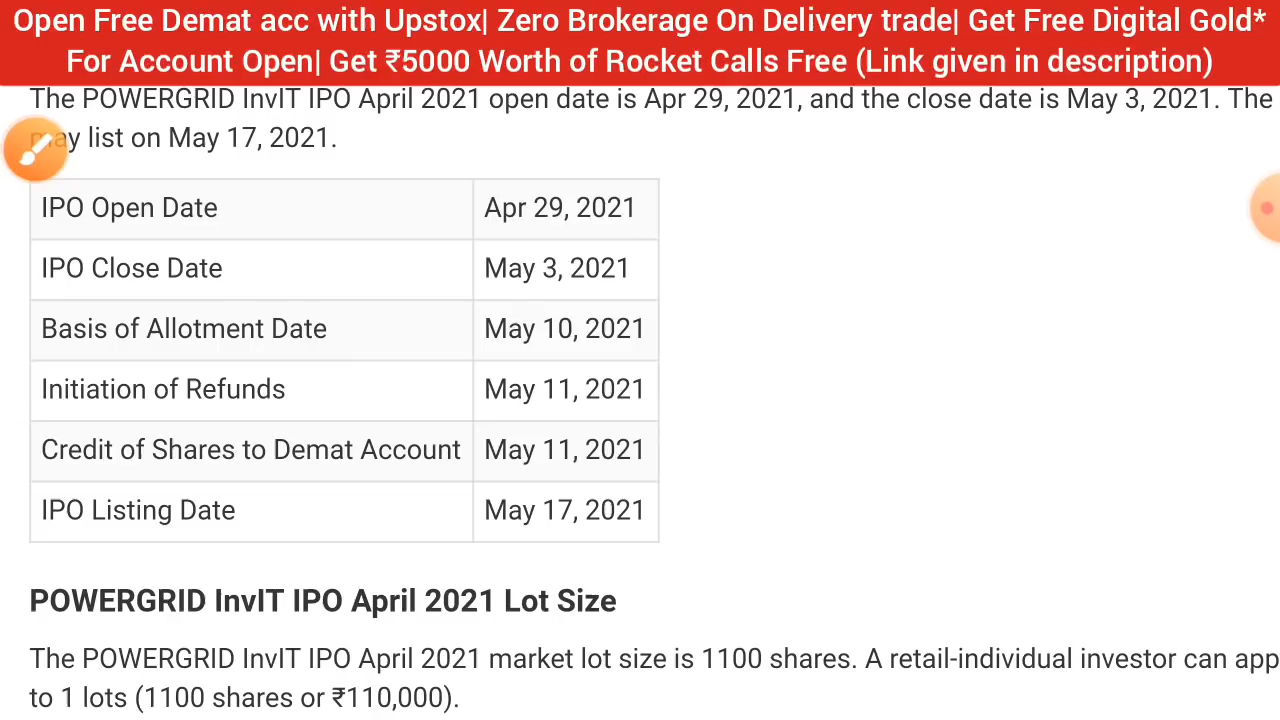 Open Free Demat acc with Upstox| Zero Brokerage On Delivery trade| Get Free Digital Gold*
For Account Open| Get ₹5000 Worth of Rocket Calls Free (Link given in description)
The POWERGRID InvIT IPO April 2021 open date is Apr 29, 2021, and the close date is May 3, 2021. The
may list on May 17, 2021.
IPO Open Date Apr 29, 2021
IPO Close Date May 3, 2021
Basis of Allotment Date May 10, 2021
Initiation of Refunds May 11, 2021
Credit of Shares to Demat Account May 11, 2021
IPO Listing Date May 17, 2021
POWERGRID InvIT IPO April 2021 Lot Size
The POWERGRID InvIT IPO April 2021 market lot size is 1100 shares. A retail-individual investor can app
to 1 lots (1100 shares or ₹110,000).